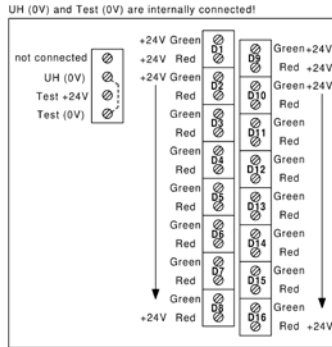 UH (0V) and Test (0V) are internally connected!
not connected
UH (0V)
Test +24V
Test (0V)
+24V Green
+24V Red
D1
+24V Green
Red
D2
Green
Red
D3
Green
Red
D4
Green
Red
D5
Green
Red
D6
Green
Red
D7
Green
+24V Red
D8
D9
Green +24V
Red +24V
D10
Green +24V
Red
D11
Green
Red
D12
Green
Red
D13
Green
Red
D14
Green
Red
D15
Green
Red
D16
Green
Red +24V